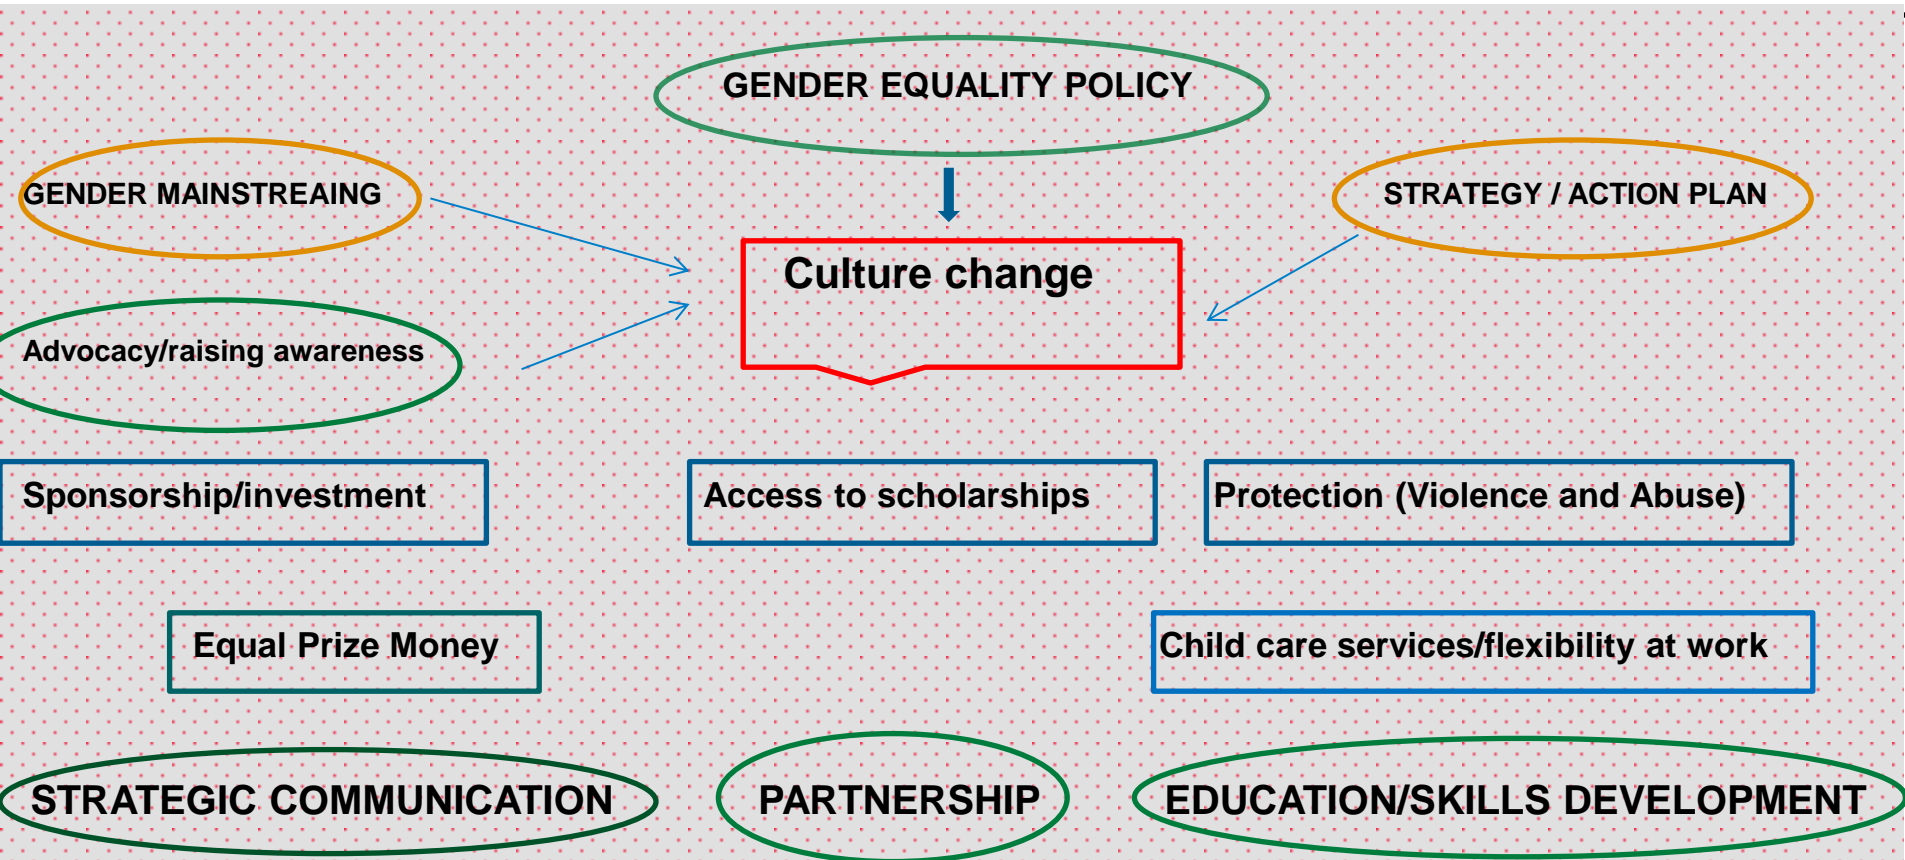 GENDER EQUALITY POLICY
GENDER MAINSTREAING
STRATEGY / ACTION PLAN
Culture change
Advocacy/raising awareness
Sponsorship/investment
Access to scholarships
Protection (Violence and Abuse)
Equal Prize Money
Child care services/flexibility at work
STRATEGIC COMMUNICATION
PARTNERSHIP
EDUCATION/SKILLS DEVELOPMENT